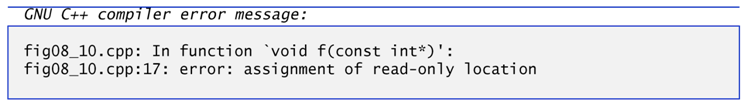 GNU C++ compiler error message:
fig08_10.cpp: In function `void f(const int*)':
fig08_10.cpp:17: error: assignment of read-only location